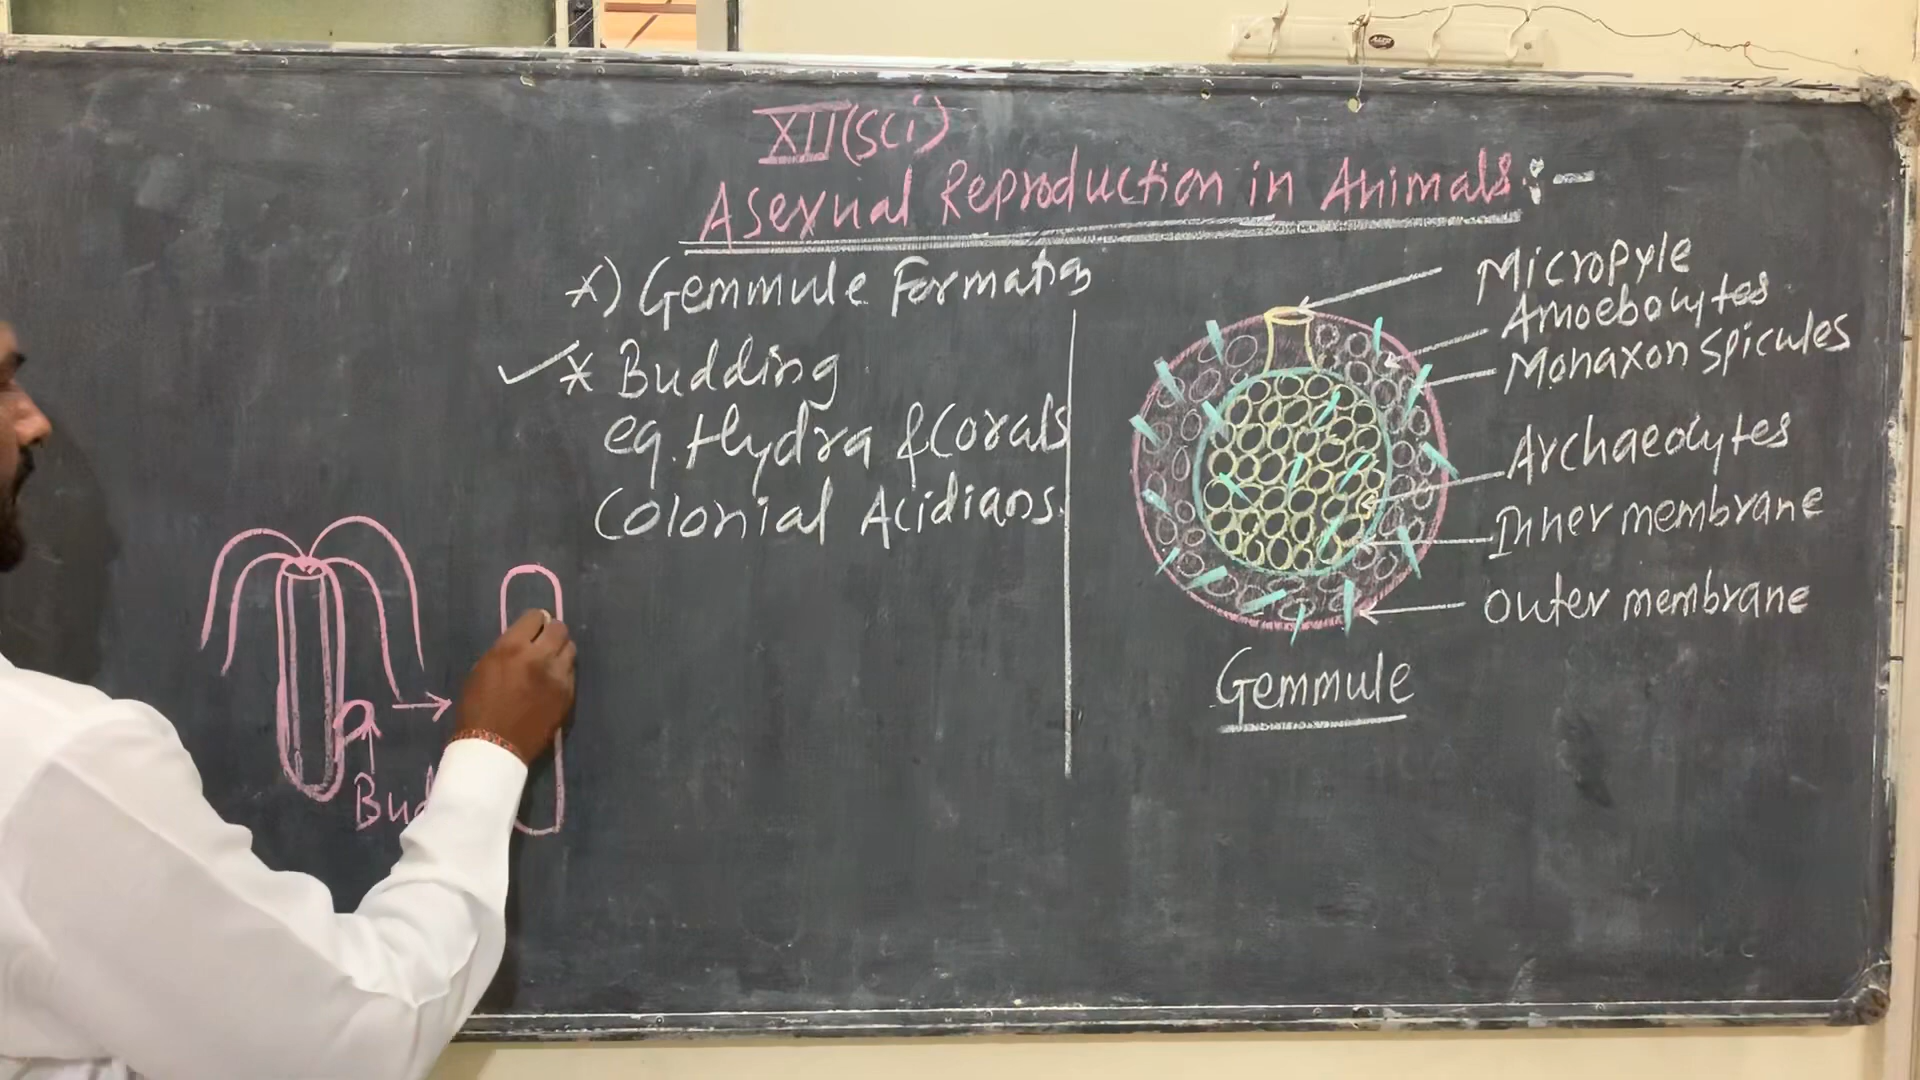 XII(sci)
Asexual Reproduction in Animals:-
*) Gemmule Formation
* Budding
eg. Hydra & Corals
Colonial Acidians.
Bud
Micropyle
Amoebocytes
Monaxon spicules
Archaeocytes
Inner membrane
outer membrane
Gemmule